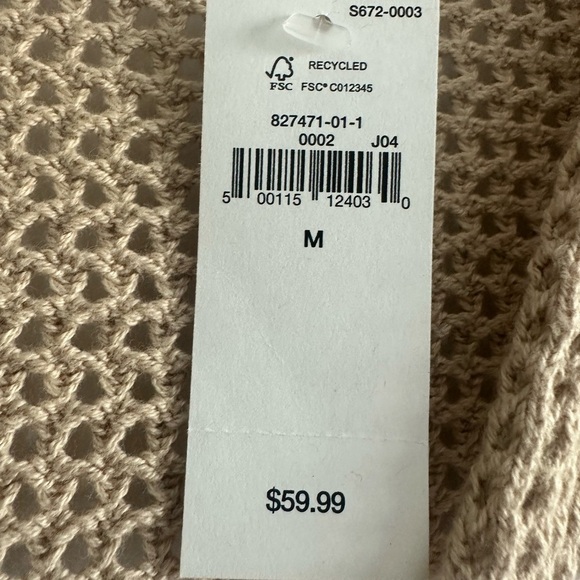 S672-0003
RECYCLED
FSC FSC® C012345
827471-01-1
0002 J04
5 00115 12403 0
M
$59.99